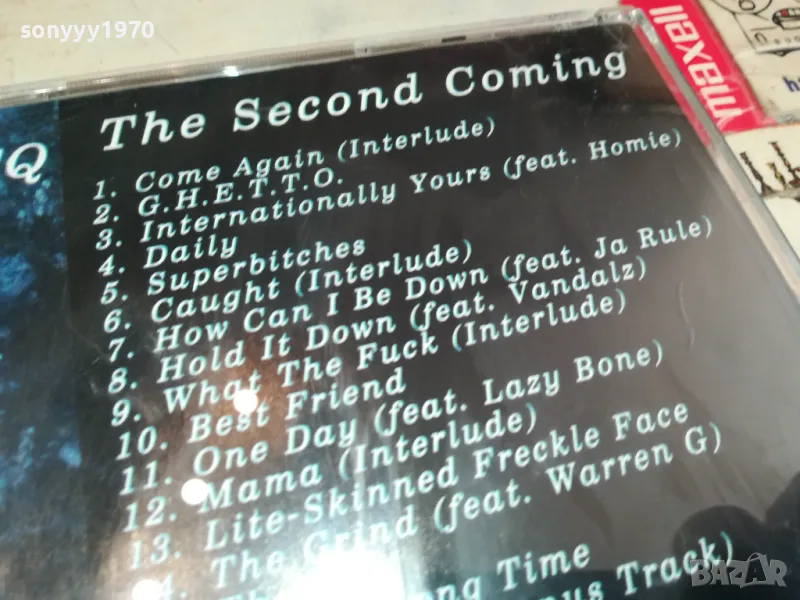 sonyyy1970
maxell
TQ
The Second Coming
1. Come Again (Interlude)
2. G.H.E.T.T.O.
3. Internationally Yours (feat. Homie)
4. Daily
5. Superbitches
6. Caught (Interlude)
7. How Can I Be Down (feat. Ja Rule)
8. Hold It Down (feat. Vandalz)
9. What The Fuck (Interlude)
10. Best Friend
11. One Day (feat. Lazy Bone)
12. Mama (Interlude)
13. Lite-Skinned Freckle Face
4. The Grind (feat. Warren G)
Time
Track)
BAZAR